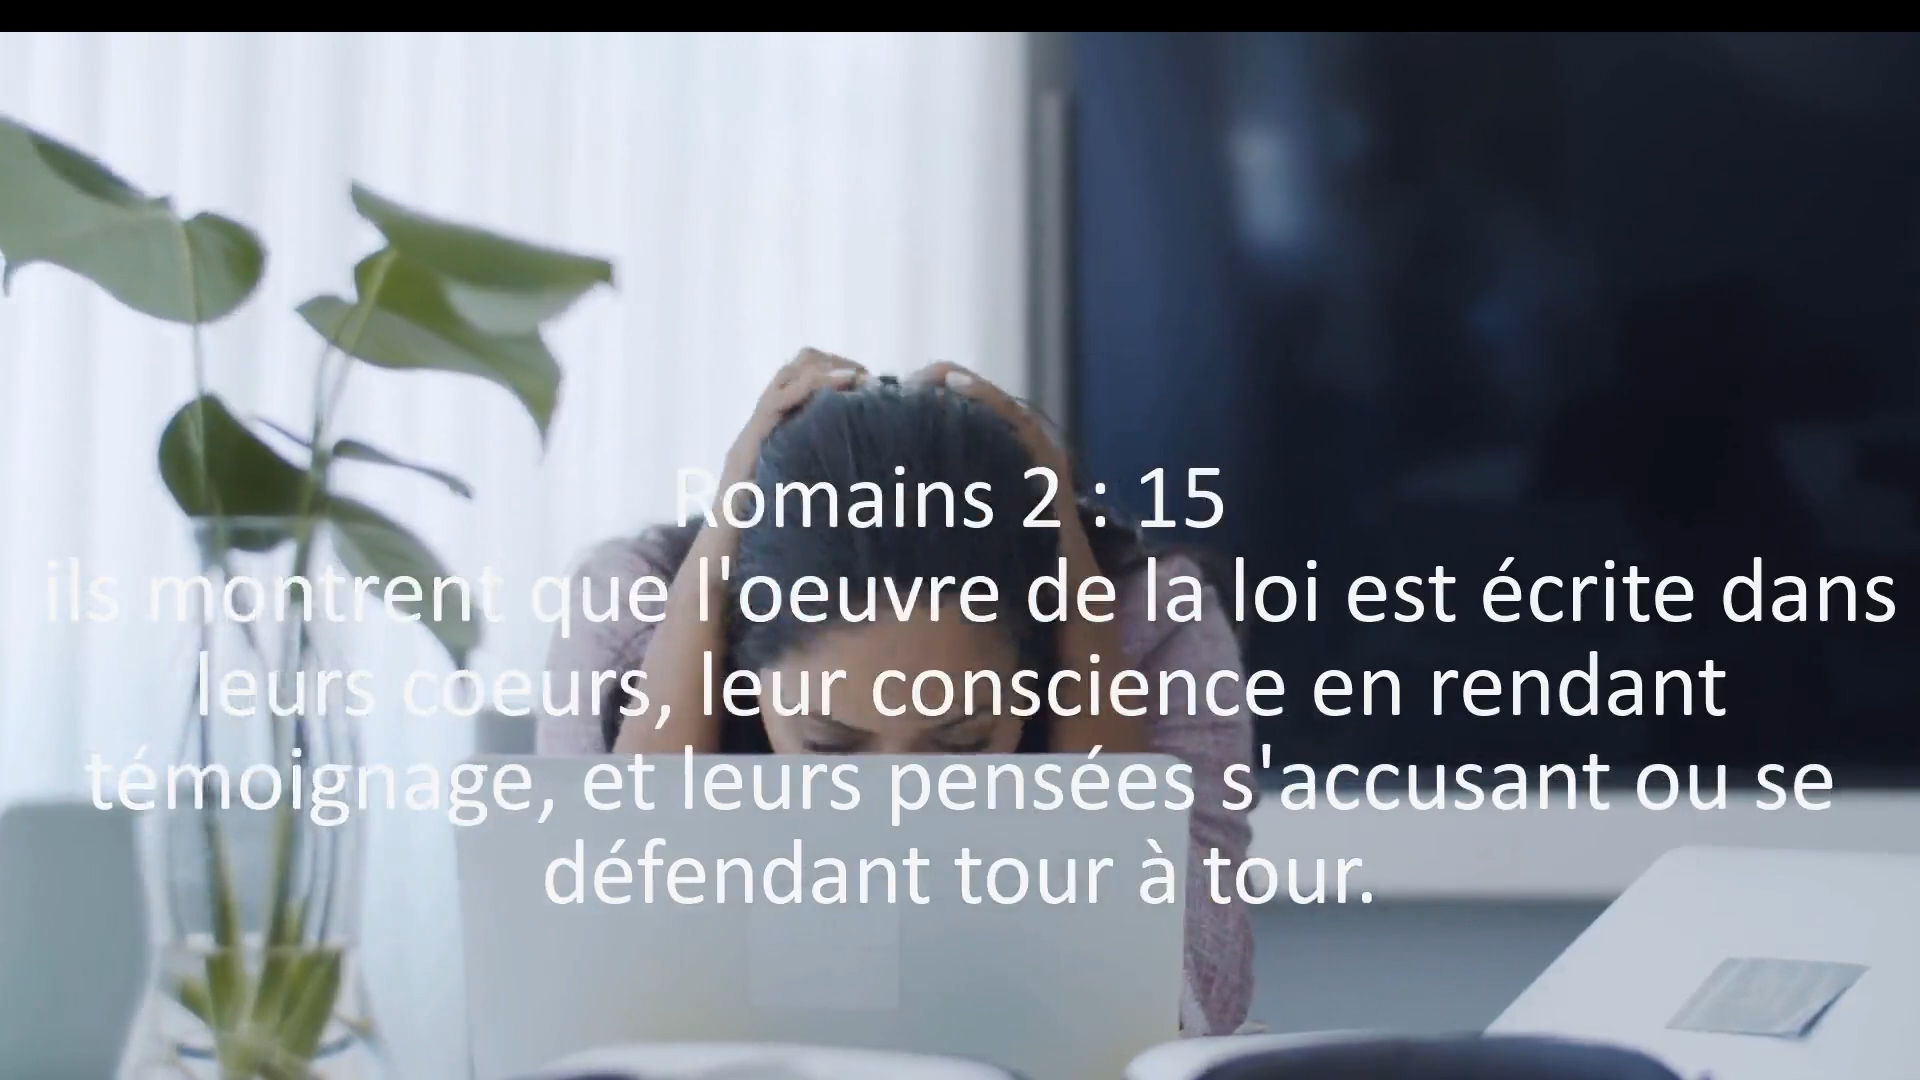 Romains 2 : 15
ils montrent que l'oeuvre de la loi est écrite dans
leurs coeurs, leur conscience en rendant
témoignage, et leurs pensées s'accusant ou se
défendant tour à tour.